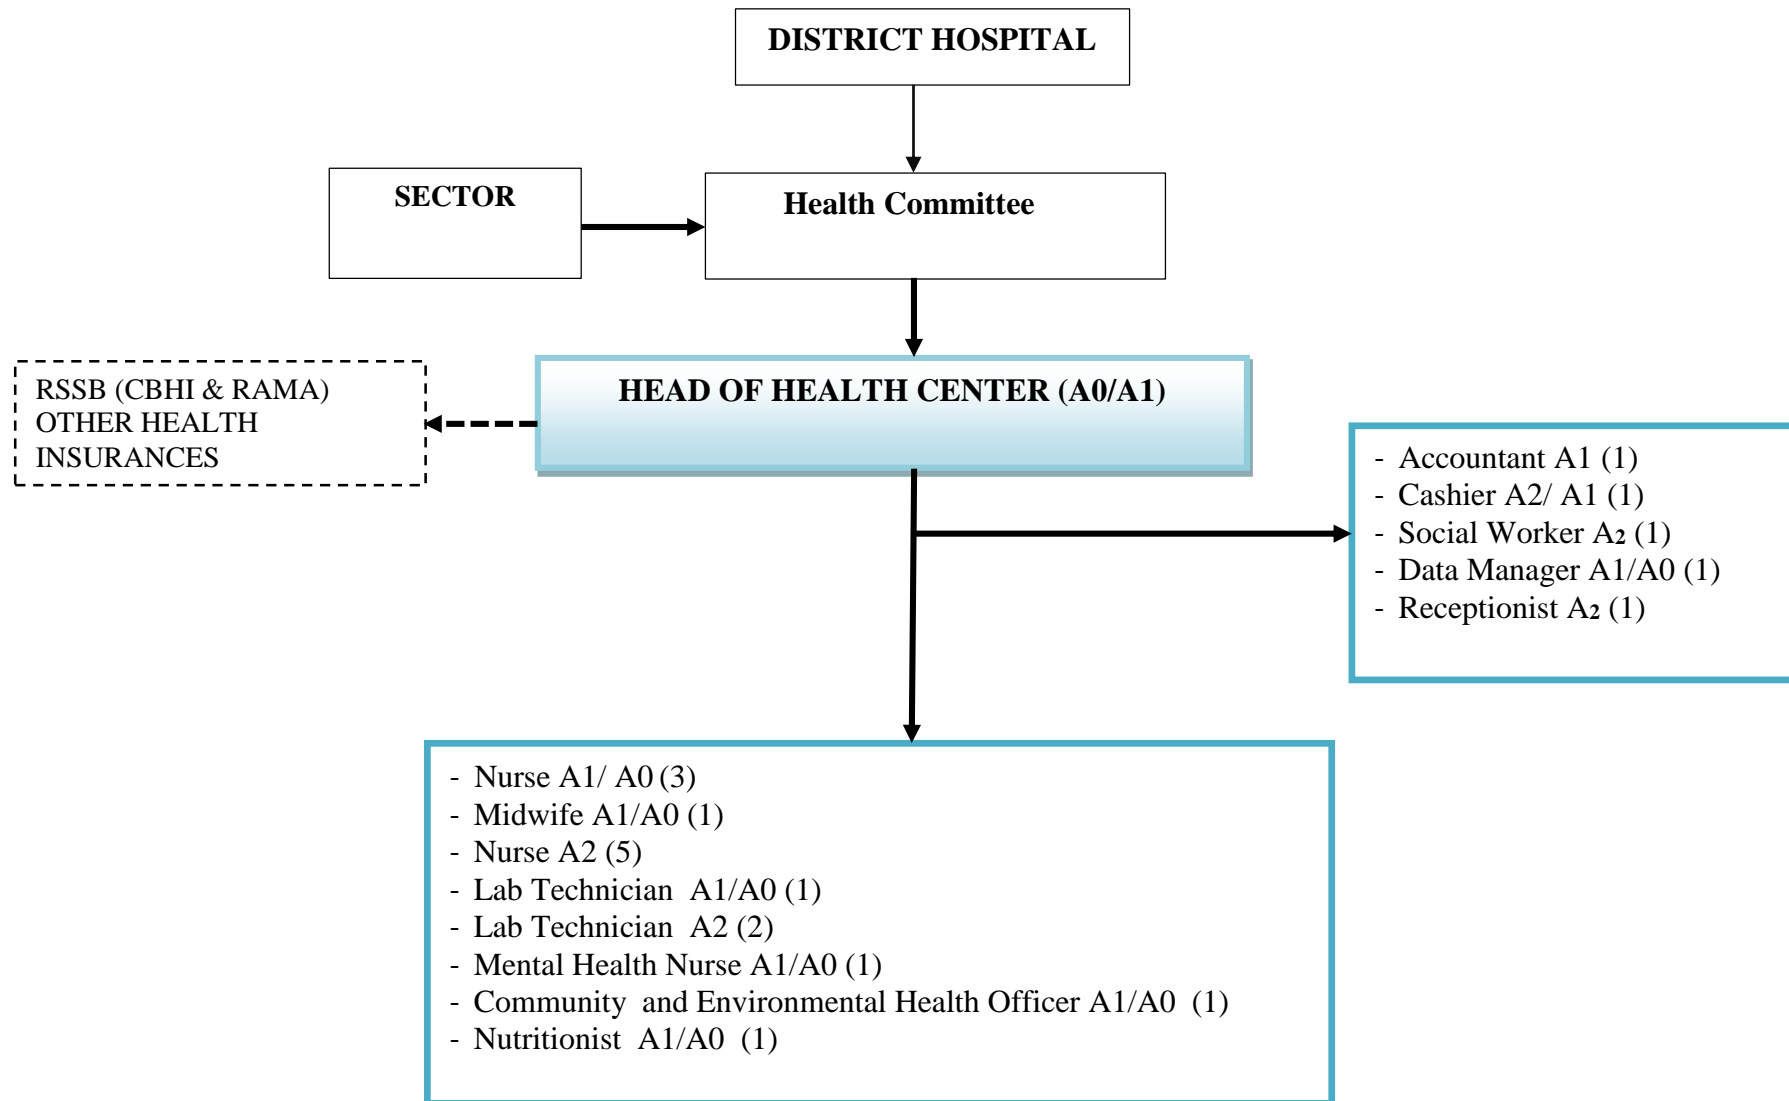 DISTRICT HOSPITAL
SECTOR
Health Committee
RSSB (CBHI & RAMA)
OTHER HEALTH
INSURANCES
HEAD OF HEALTH CENTER (A0/A1)
- Accountant A1 (1)
- Cashier A2/ A1 (1)
- Social Worker A2 (1)
- Data Manager A1/A0 (1)
- Receptionist A2 (1)
- Nurse A1/ A0 (3)
- Midwife A1/A0 (1)
- Nurse A2 (5)
- Lab Technician  A1/A0 (1)
- Lab Technician  A2 (2)
- Mental Health Nurse A1/A0 (1)
- Community  and Environmental Health Officer A1/A0  (1)
- Nutritionist  A1/A0  (1)